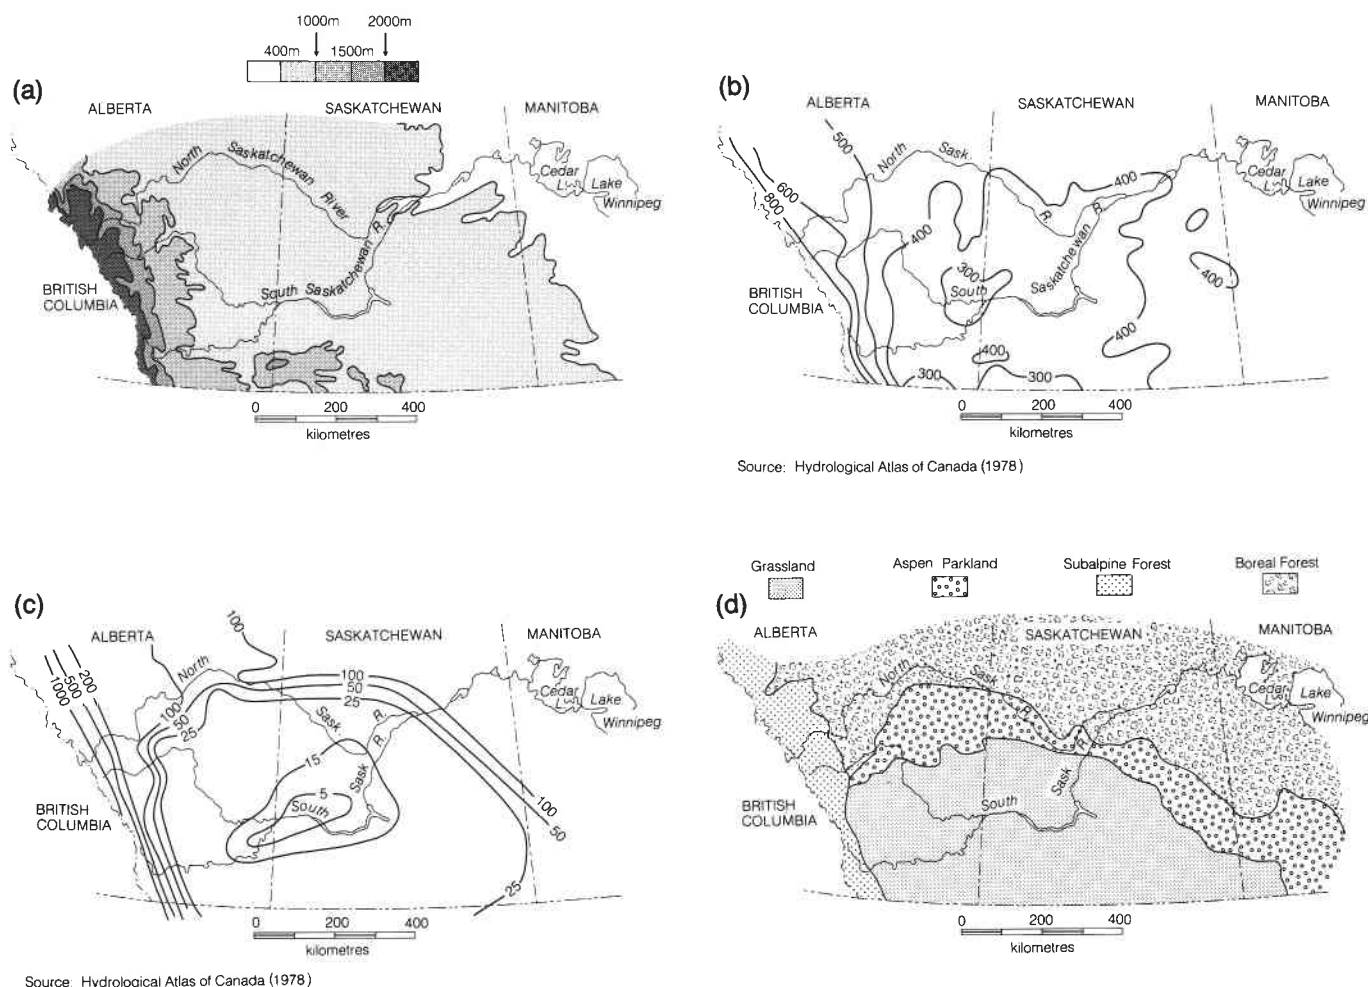 1000m 2000m
400m 1500m
(a)
ALBERTA SASKATCHEWAN MANITOBA
North Saskatchewan River
Cedar L. Lake Winnipeg
South Saskatchewan R.
BRITISH COLUMBIA
0 200 400
kilometres
(b)
ALBERTA SASKATCHEWAN MANITOBA
500
North Sask. R.
600
800
400
400
Cedar L. Lake Winnipeg
400
300
South Saskatchewan R.
400
BRITISH COLUMBIA
400
400
300 300
0 200 400
kilometres
Source: Hydrological Atlas of Canada (1978)
(c)
100
ALBERTA SASKATCHEWAN MANITOBA
200
500
1000
North Sask. R.
100
50
25
100
50
25
Cedar L. Lake Winnipeg
15
5
South Sask R.
BRITISH COLUMBIA
100
50
25
0 200 400
kilometres
Source: Hydrological Atlas of Canada (1978)
Grassland Aspen Parkland Subalpine Forest Boreal Forest
(d)
ALBERTA SASKATCHEWAN MANITOBA
North Sask R.
Cedar L. Lake Winnipeg
South Sask R.
BRITISH COLUMBIA
0 200 400
kilometres